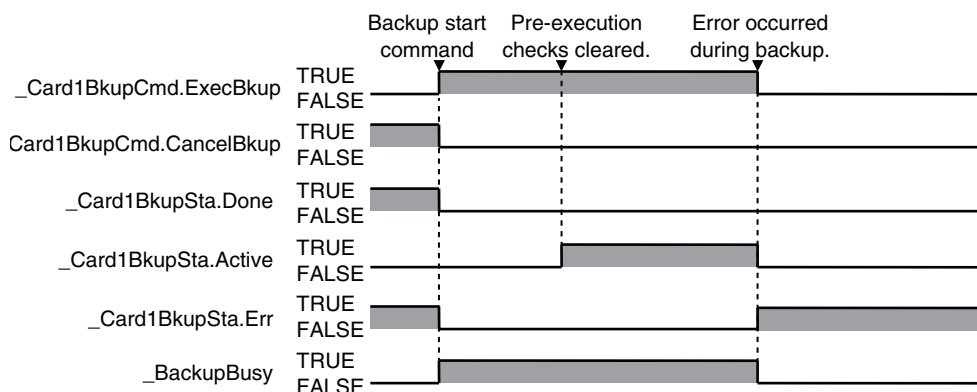 Backup start command
Pre-execution checks cleared.
Error occurred during backup.
_Card1BkupCmd.ExecBkup
TRUE
FALSE
Card1BkupCmd.CancelBkup
TRUE
FALSE
_Card1BkupSta.Done
TRUE
FALSE
_Card1BkupSta.Active
TRUE
FALSE
_Card1BkupSta.Err
TRUE
FALSE
_BackupBusy
TRUE
FALSE